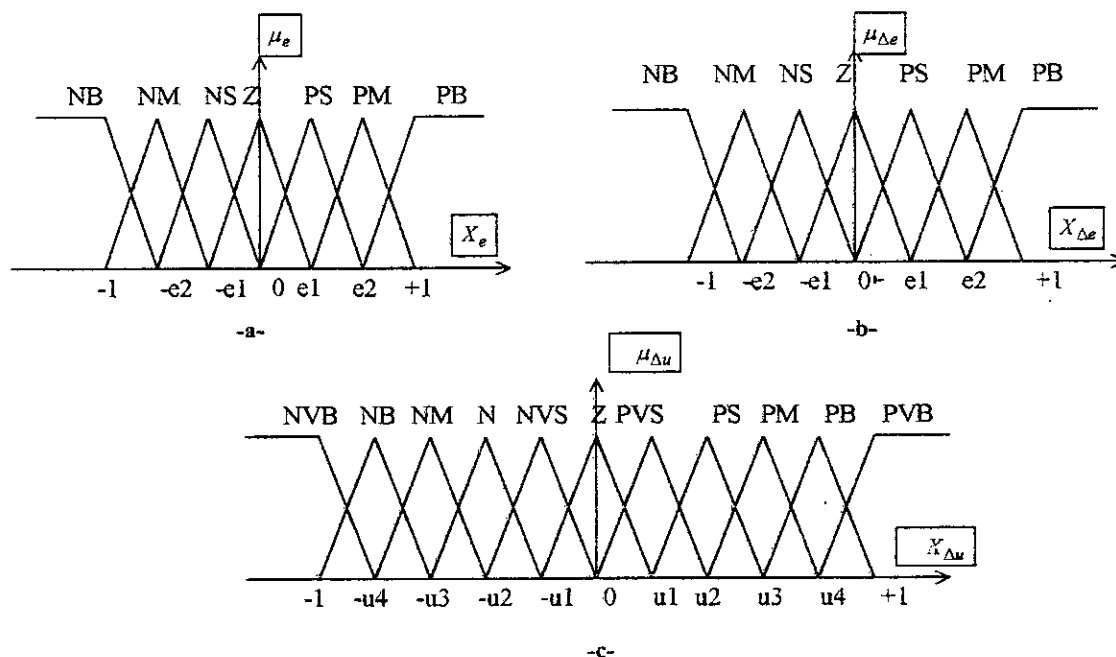 μe
μΔe
NB NM NS Z PS PM PB
NB NM NS Z PS PM PB
Xe
XΔe
-1 -e2 -e1 0 e1 e2 +1
-1 -e2 -e1 0 e1 e2 +1
-a-
-b-
μΔu
NVB NB NM N NVS Z PVS PS PM PB PVB
XΔu
-1 -u4 -u3 -u2 -u1 0 u1 u2 u3 u4 +1
-c-